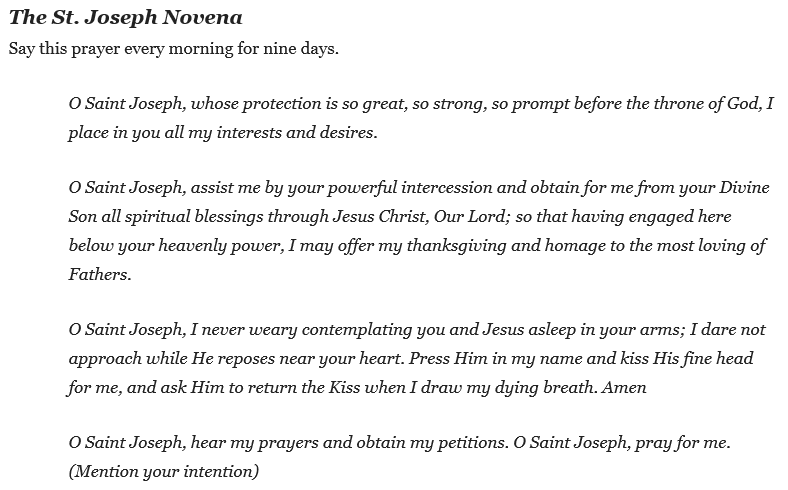 The St. Joseph Novena
Say this prayer every morning for nine days.
O Saint Joseph, whose protection is so great, so strong, so prompt before the throne of God, I
place in you all my interests and desires.
O Saint Joseph, assist me by your powerful intercession and obtain for me from your Divine
Son all spiritual blessings through Jesus Christ, Our Lord; so that having engaged here
below your heavenly power, I may offer my thanksgiving and homage to the most loving of
Fathers.
O Saint Joseph, I never weary contemplating you and Jesus asleep in your arms; I dare not
approach while He reposes near your heart. Press Him in my name and kiss His fine head
for me, and ask Him to return the Kiss when I draw my dying breath. Amen
O Saint Joseph, hear my prayers and obtain my petitions. O Saint Joseph, pray for me.
(Mention your intention)